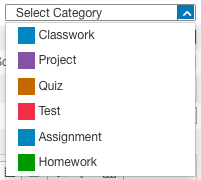 Select Category
Classwork
Project
Quiz
Test
Assignment
Homework